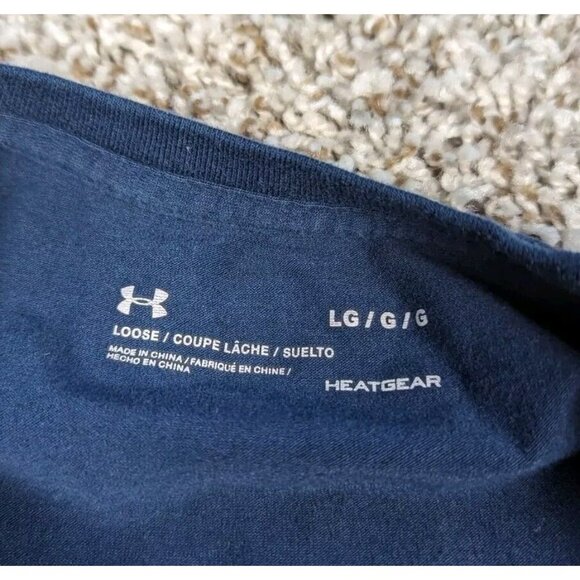 LOOSE / COUPE LÂCHE / SUELTO
MADE IN CHINA / FABRIQUÉ EN CHINE /
HECHO EN CHINA
LG / G / G
HEATGEAR